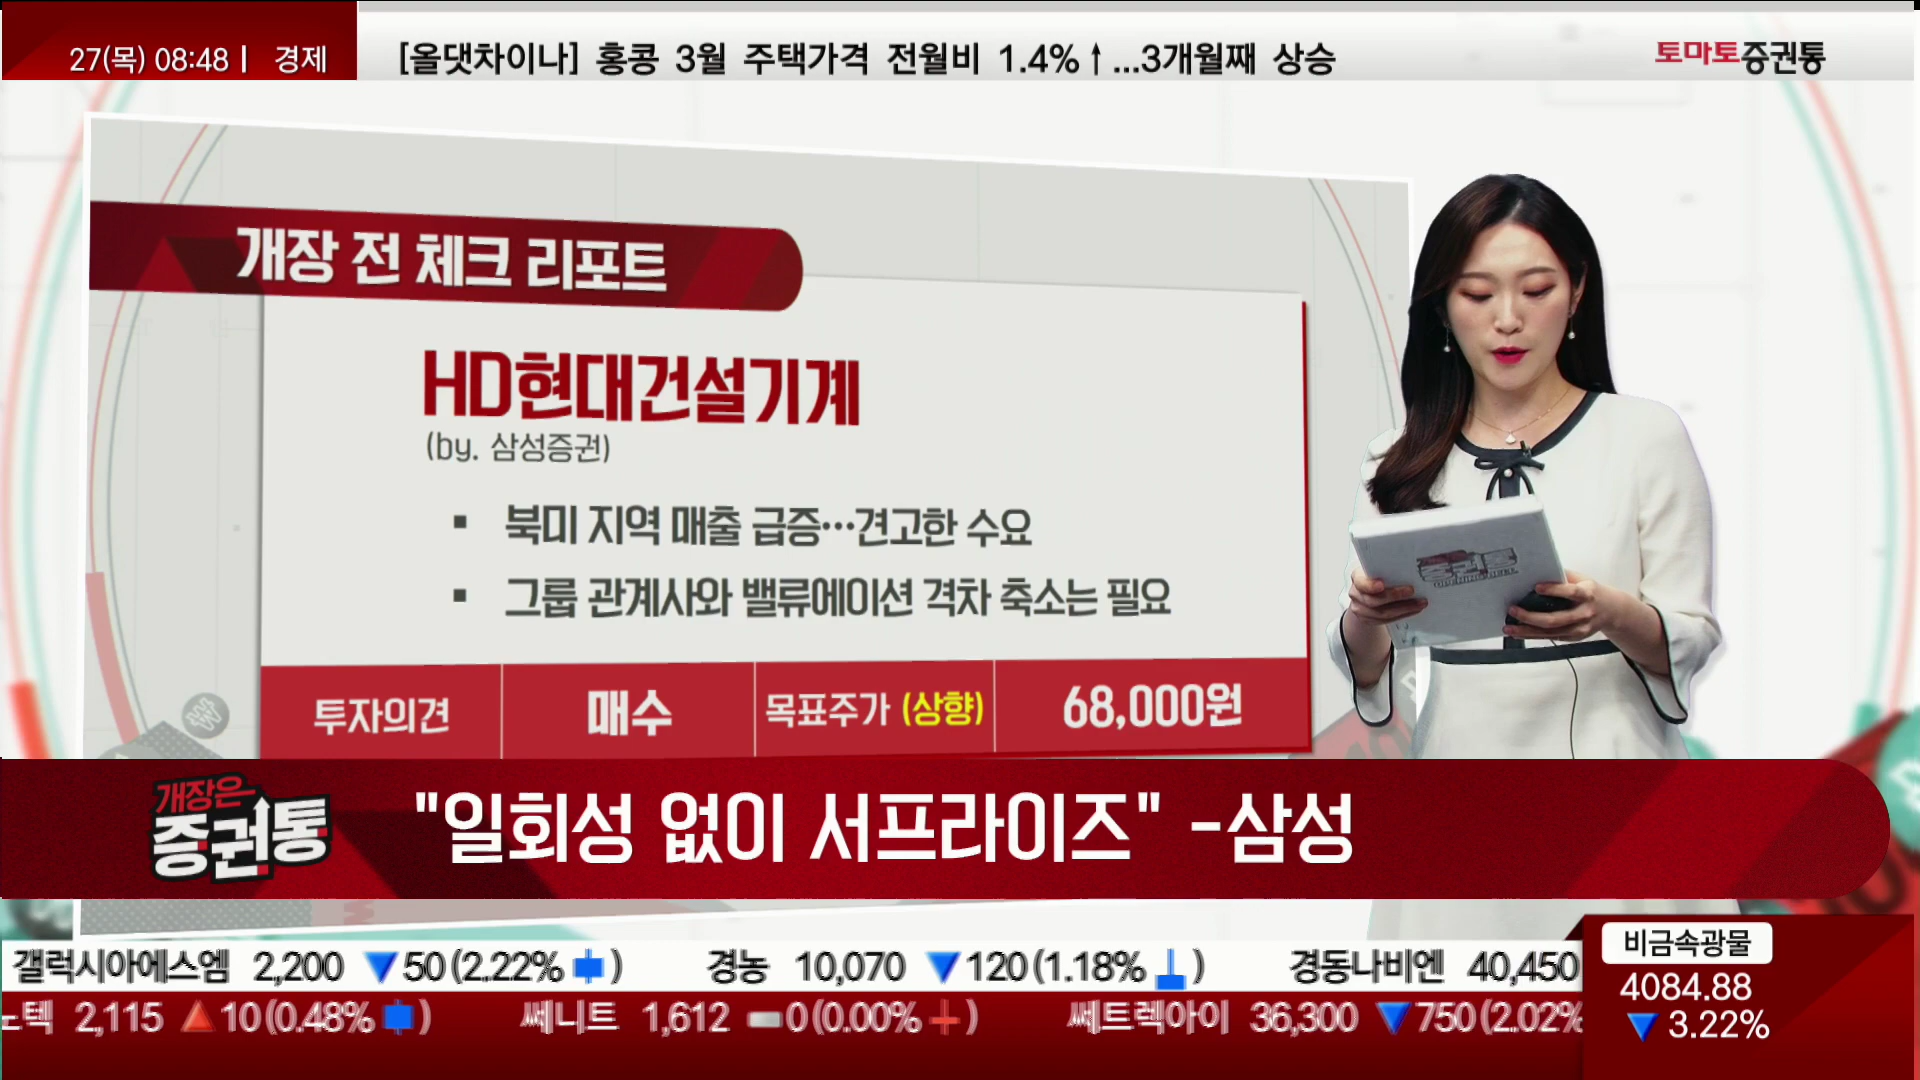 27(목) 08:48 | 경제
[올댓차이나] 홍콩 3월 주택가격 전월비 1.4%↑...3개월째 상승
토마토증권통
개장 전 체크 리포트
HD현대건설기계
(by. 삼성증권)
▪ 북미 지역 매출 급증…견고한 수요
▪ 그룹 관계사와 밸류에이션 격차 축소는 필요
투자의견 매수 목표주가 (상향) 68,000원
개장은
증권통
"일회성 없이 서프라이즈" -삼성
갤럭시아에스엠 2,200 ▼50(2.22% ) 경농 10,070 ▼120(1.18% ) 경동나비엔 40,450
텍 2,115 ▲10(0.48% ) 쎄니트 1,612 0(0.00% ) 쎄트렉아이 36,300 ▼750(2.02%
비금속광물
4084.88
▼ 3.22%